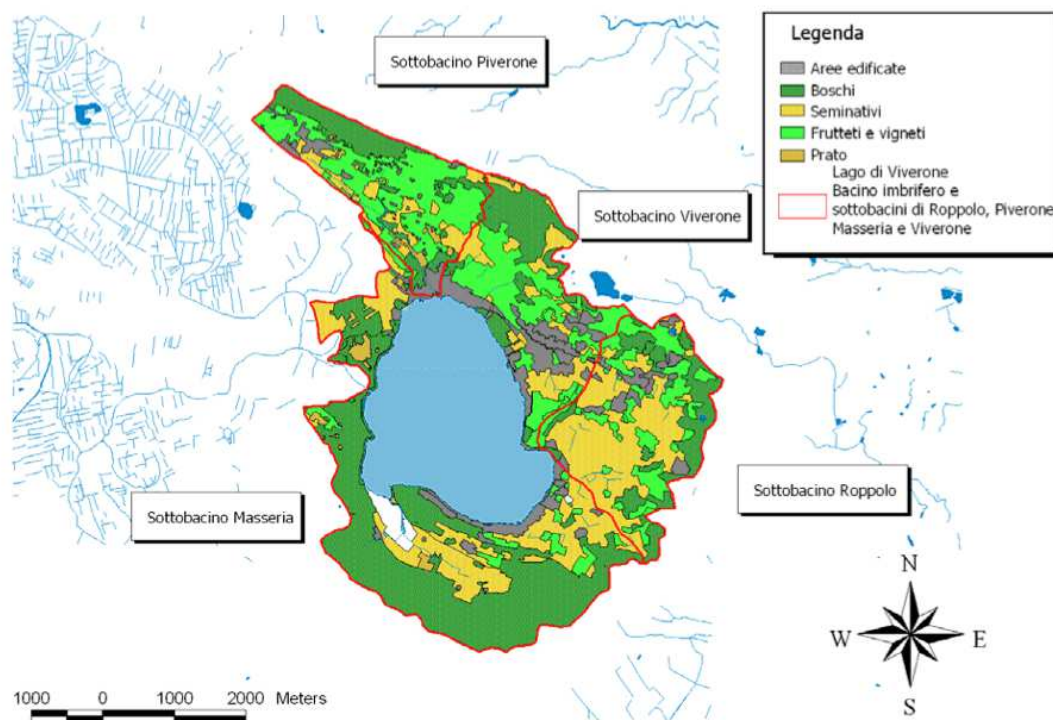 Sottobacino Piverone
Legenda
Aree edificate
Boschi
Seminativi
Frutteti e vigneti
Prato
Lago di Viverone
Bacino imbrifero e
sottobacini di Roppolo, Piverone
Masseria e Viverone
Sottobacino Viverone
Sottobacino Roppolo
Sottobacino Masseria
N
W E
S
1000 0 1000 2000 Meters